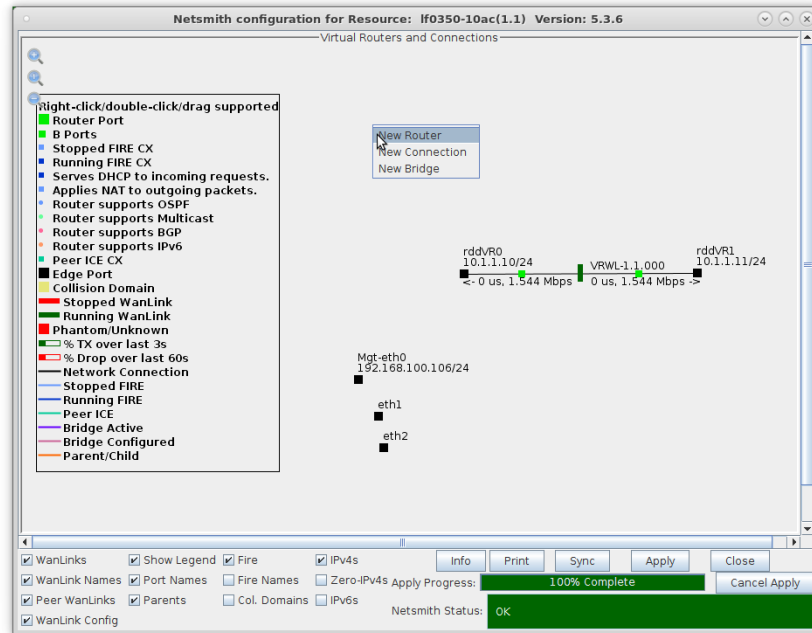 Netsmith configuration for Resource: lf0350-10ac(1.1) Version: 5.3.6
Virtual Routers and Connections
Right-click/double-click/drag supported
Router Port
B Ports
Stopped FIRE CX
Running FIRE CX
Serves DHCP to incoming requests.
Applies NAT to outgoing packets.
Router supports OSPF
Router supports Multicast
Router supports BGP
Router supports IPv6
Peer ICE CX
Edge Port
Collision Domain
Stopped WanLink
Running WanLink
Phantom/Unknown
% TX over last 3s
% Drop over last 60s
Network Connection
Stopped FIRE
Running FIRE
Peer ICE
Bridge Active
Bridge Configured
Parent/Child
New Router
New Connection
New Bridge
rddVR0
10.1.1.10/24
VRWL-1.1.000
rddVR1
10.1.1.11/24
<- 0 us, 1.544 Mbps
0 us, 1.544 Mbps ->
Mgt-eth0
192.168.100.106/24
eth1
eth2
WanLinks Show Legend Fire IPv4s Info Print Sync Apply Close
WanLink Names Port Names Fire Names Zero-IPv4s Apply Progress: 100% Complete Cancel Apply
Peer WanLinks Parents Col. Domains IPv6s Netsmith Status: OK
WanLink Config